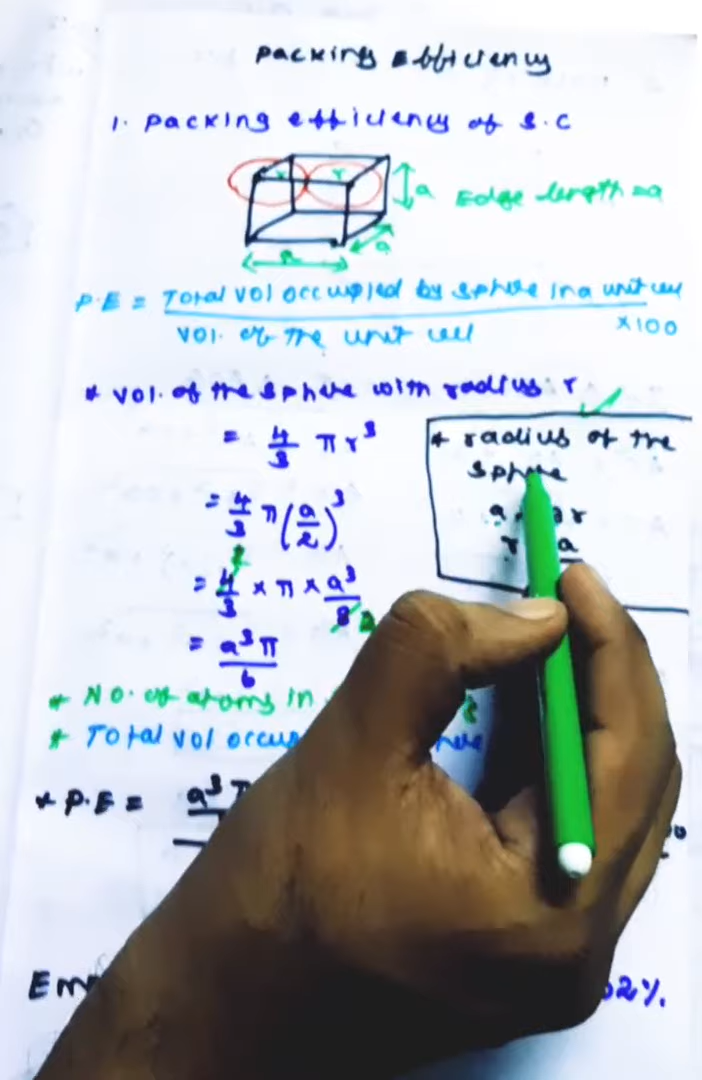 Packing Efficiency
1. Packing efficiency of S.C
r r
a
Edge length = a
a
a
P.E = Total vol occupied by sphere in a unit cell
Vol. of the unit cell ×100
* Vol. of the sphere with radius r
= 4/3 πr³
= 4/3 π(a/2)³
= 4/3 × π × a³/8 2
= a³π/6
* radius of the
sphere
a
r a
* No. of atoms in
* Total vol
* P.E = a³
02%.